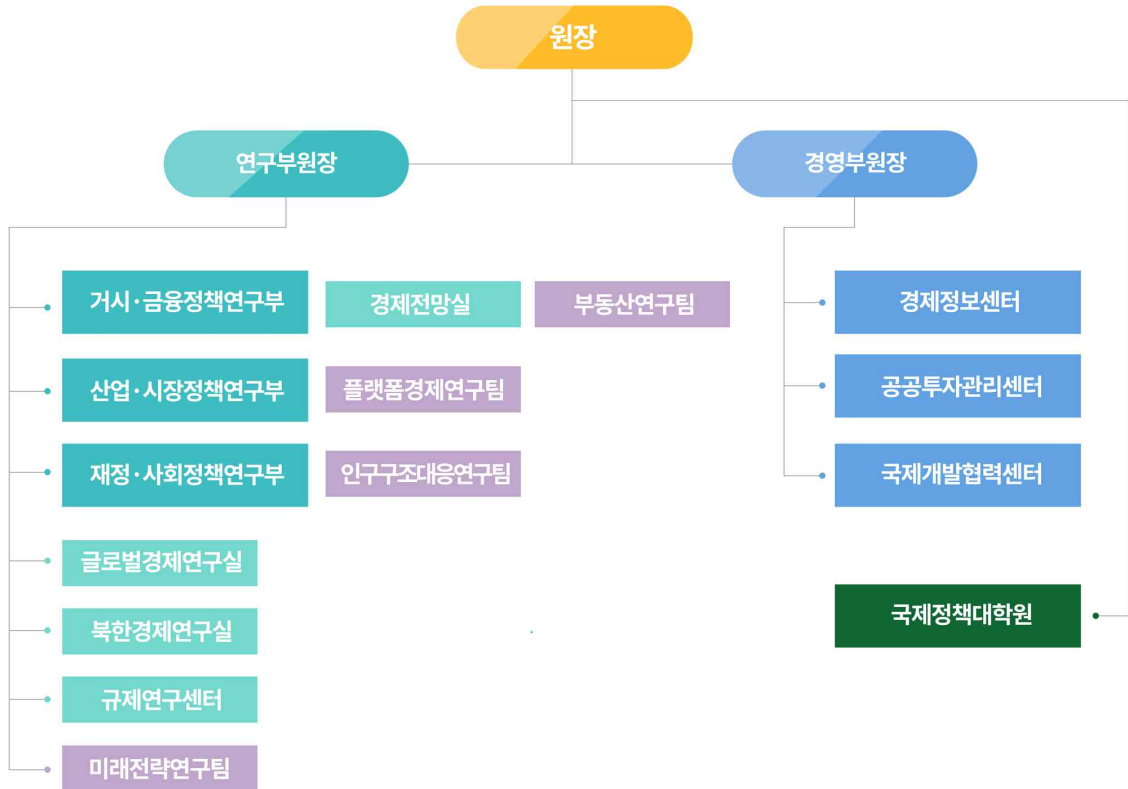 원장
연구부원장
경영부원장
거시·금융정책연구부
경제전망실
부동산연구팀
경제정보센터
산업·시장정책연구부
플랫폼경제연구팀
공공투자관리센터
재정·사회정책연구부
인구구조대응연구팀
국제개발협력센터
글로벌경제연구실
국제정책대학원
북한경제연구실
규제연구센터
미래전략연구팀